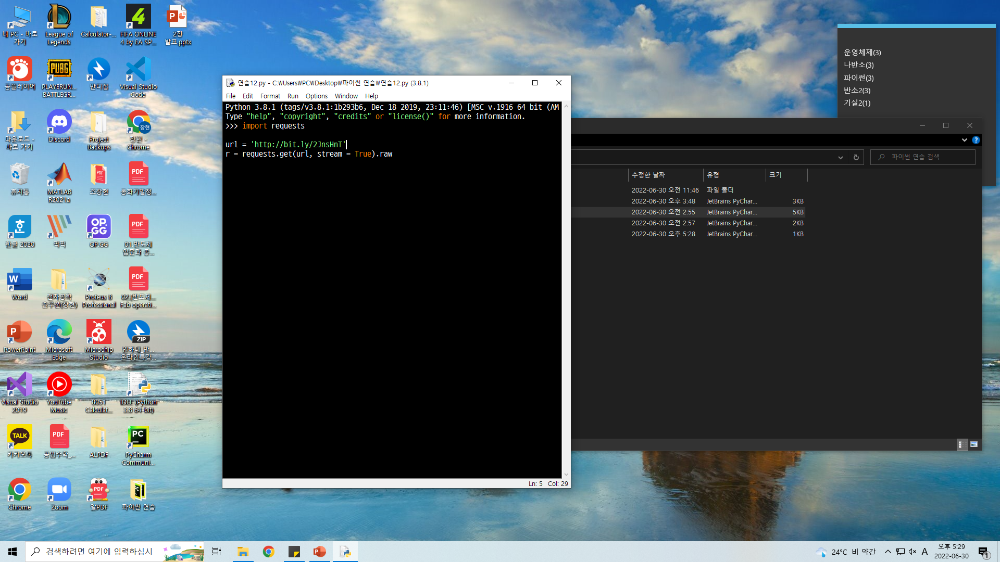 내 PC - 바로 가기
League of Legends
Calculator-...
FIFA ONLINE 4 by EA SP...
2장 발표.pptx
곰플레이어
PLAYERUN... BATTLEGR...
반디집
Visual Studio Code
다운로드 - 바로 가기
Discord
Project Backups
장현 - Chrome
휴지통
MATLAB R2021a
조장현
동화기말정...
한글 2020
픽픽
OP.GG
01.반도체 입문과 공...
Word
전자공학 솔루션(장현)
Proteus 8 Professional
02.[반도체... Fab operati...
PowerPoint
Microsoft Edge
Microchip Studio
인하대_반... 온라인특강...
Visual Studio 2019
YouTube Music
8051 Calculat...
IDLE (Python 3.8 64-bit)
카카오톡
공업수학_...
ALPDF
PyCharm Communi...
Chrome
Zoom
알PDF
파이썬 연습
연습12.py - C:₩Users₩PC₩Desktop₩파이썬 연습₩연습12.py (3.8.1)
File Edit Format Run Options Window Help
Python 3.8.1 (tags/v3.8.1:1b293b6, Dec 18 2019, 23:11:46) [MSC v.1916 64 bit (AM
Type "help", "copyright", "credits" or "license()" for more information.
>>> import requests
url = 'http://bit.ly/2JnsHnT'
r = requests.get(url, stream = True).raw
Ln: 5 Col: 29
운영체제(3)
나반소(3)
파이썬(3)
반소2(3)
기실2(1)
파이썬 연습 검색
수정한 날짜 유형 크기
2022-06-30 오전 11:46 파일 폴더
2022-06-30 오후 3:48 JetBrains PyChar... 3KB
2022-06-30 오전 2:55 JetBrains PyChar... 5KB
2022-06-30 오전 2:57 JetBrains PyChar... 2KB
2022-06-30 오후 5:28 JetBrains PyChar... 1KB
검색하려면 여기에 입력하십시
24°C 비 약간
A
오후 5:29
2022-06-30
1